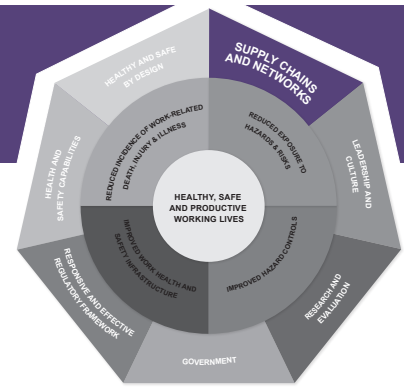 HEALTHY AND SAFE
BY DESIGN
SUPPLY CHAINS
AND NETWORKS
LEADERSHIP AND
CULTURE
RESEARCH AND
EVALUATION
GOVERNMENT
RESPONSIVE AND EFFECTIVE
REGULATORY FRAMEWORK
HEALTH AND
SAFETY CAPABILITIES
REDUCED INCIDENCE OF WORK-RELATED
DEATH, INJURY & ILLNESS
REDUCED EXPOSURE TO
HAZARDS & RISKS
IMPROVED HAZARD CONTROLS
IMPROVED WORK HEALTH AND
SAFETY INFRASTRUCTURE
HEALTHY, SAFE
AND PRODUCTIVE
WORKING LIVES